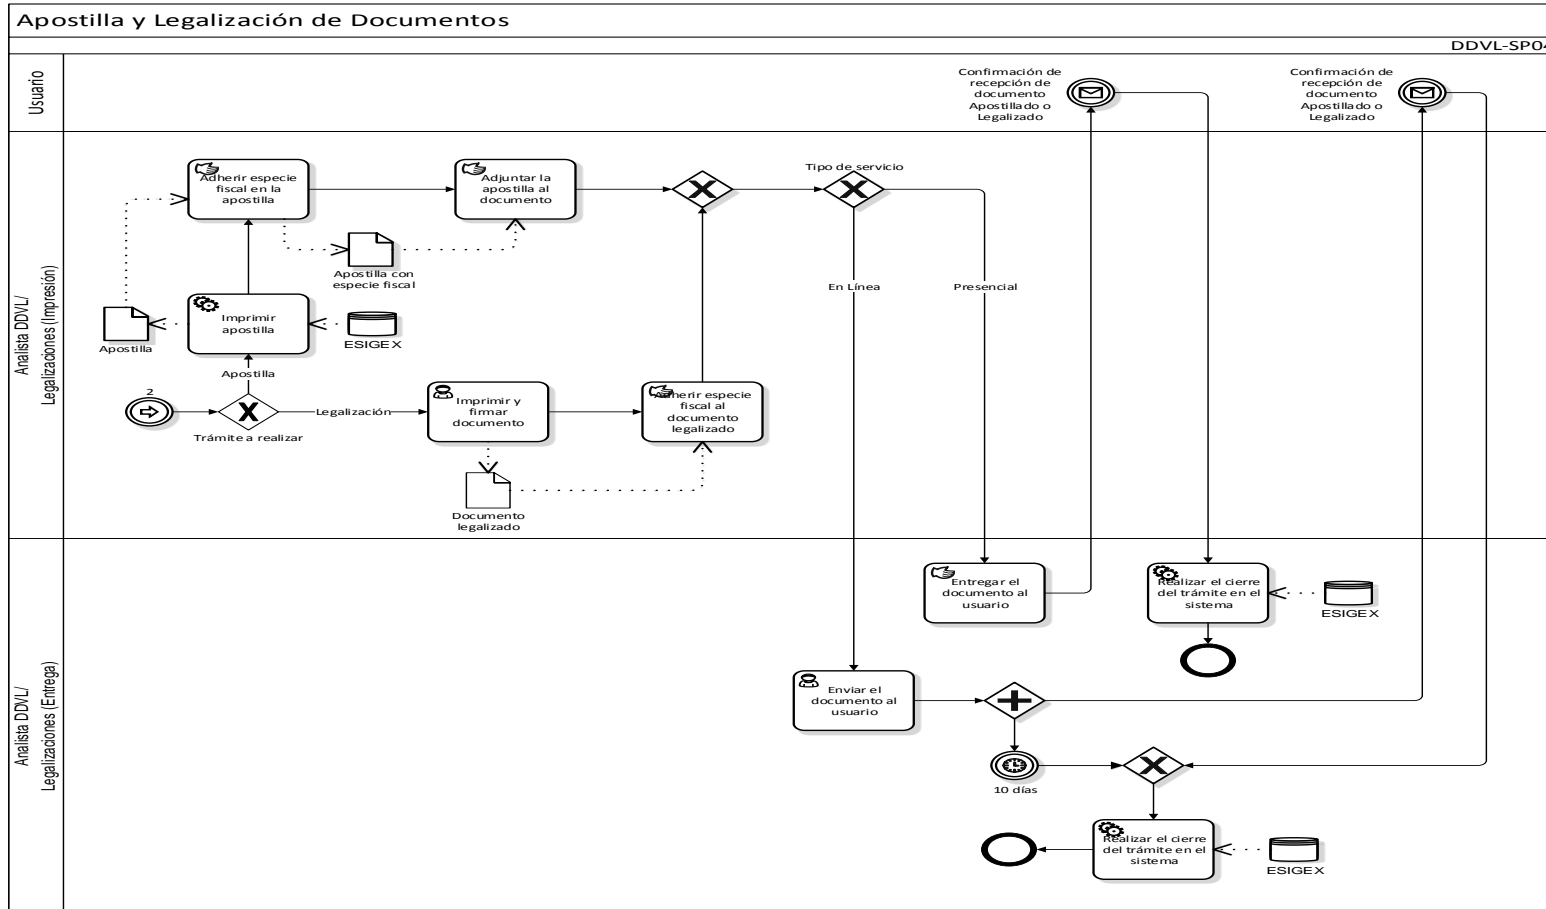 Apostilla y Legalización de Documentos
DDVL-SP04
Usuario
Confirmación de
recepción de
documento
Apostillado o
Legalizado
Confirmación de
recepción de
documento
Apostillado o
Legalizado
Analista DDVL/
Legalizaciones (Impresión)
Adherir especie
fiscal en la
apostilla
Adjuntar la
apostilla al
documento
Tipo de servicio
Apostilla con
especie fiscal
En Línea
Presencial
Imprimir
apostilla
Apostilla
ESIGEX
Apostilla
2
Trámite a realizar
Legalización
Imprimir y
firmar
documento
Adherir especie
fiscal al
documento
legalizado
Documento
legalizado
Analista DDVL/
Legalizaciones (Entrega)
Entregar el
documento al
usuario
Realizar el cierre
del trámite en el
sistema
ESIGEX
Enviar el
documento al
usuario
10 días
Realizar el cierre
del trámite en el
sistema
ESIGEX